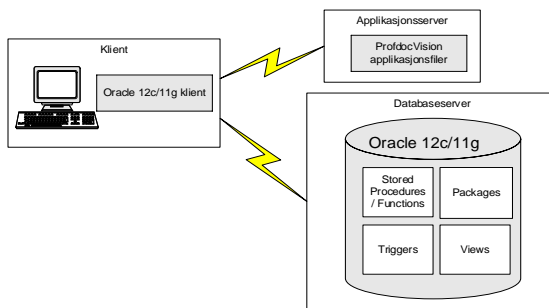 Klient
Oracle 12c/11g klient
Applikasjonsserver
ProfdocVision
applikasjonsfiler
Databaseserver
Oracle 12c/11g
Stored
Procedures
/ Functions
Packages
Triggers
Views